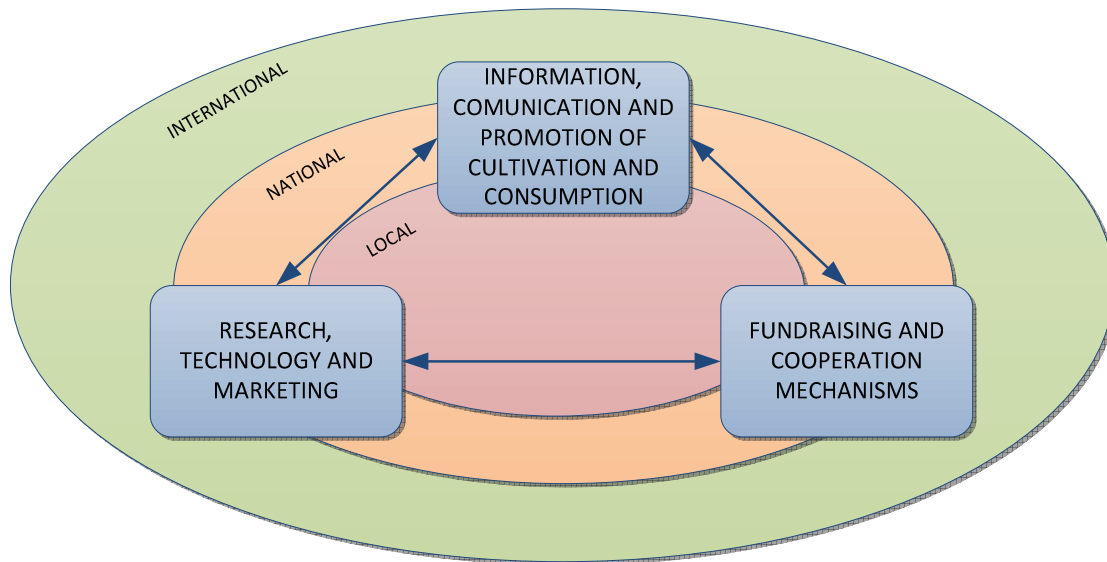 INTERNATIONAL
NATIONAL
LOCAL
INFORMATION,
COMUNICATION AND
PROMOTION OF
CULTIVATION AND
CONSUMPTION
RESEARCH,
TECHNOLOGY AND
MARKETING
FUNDRAISING AND
COOPERATION
MECHANISMS